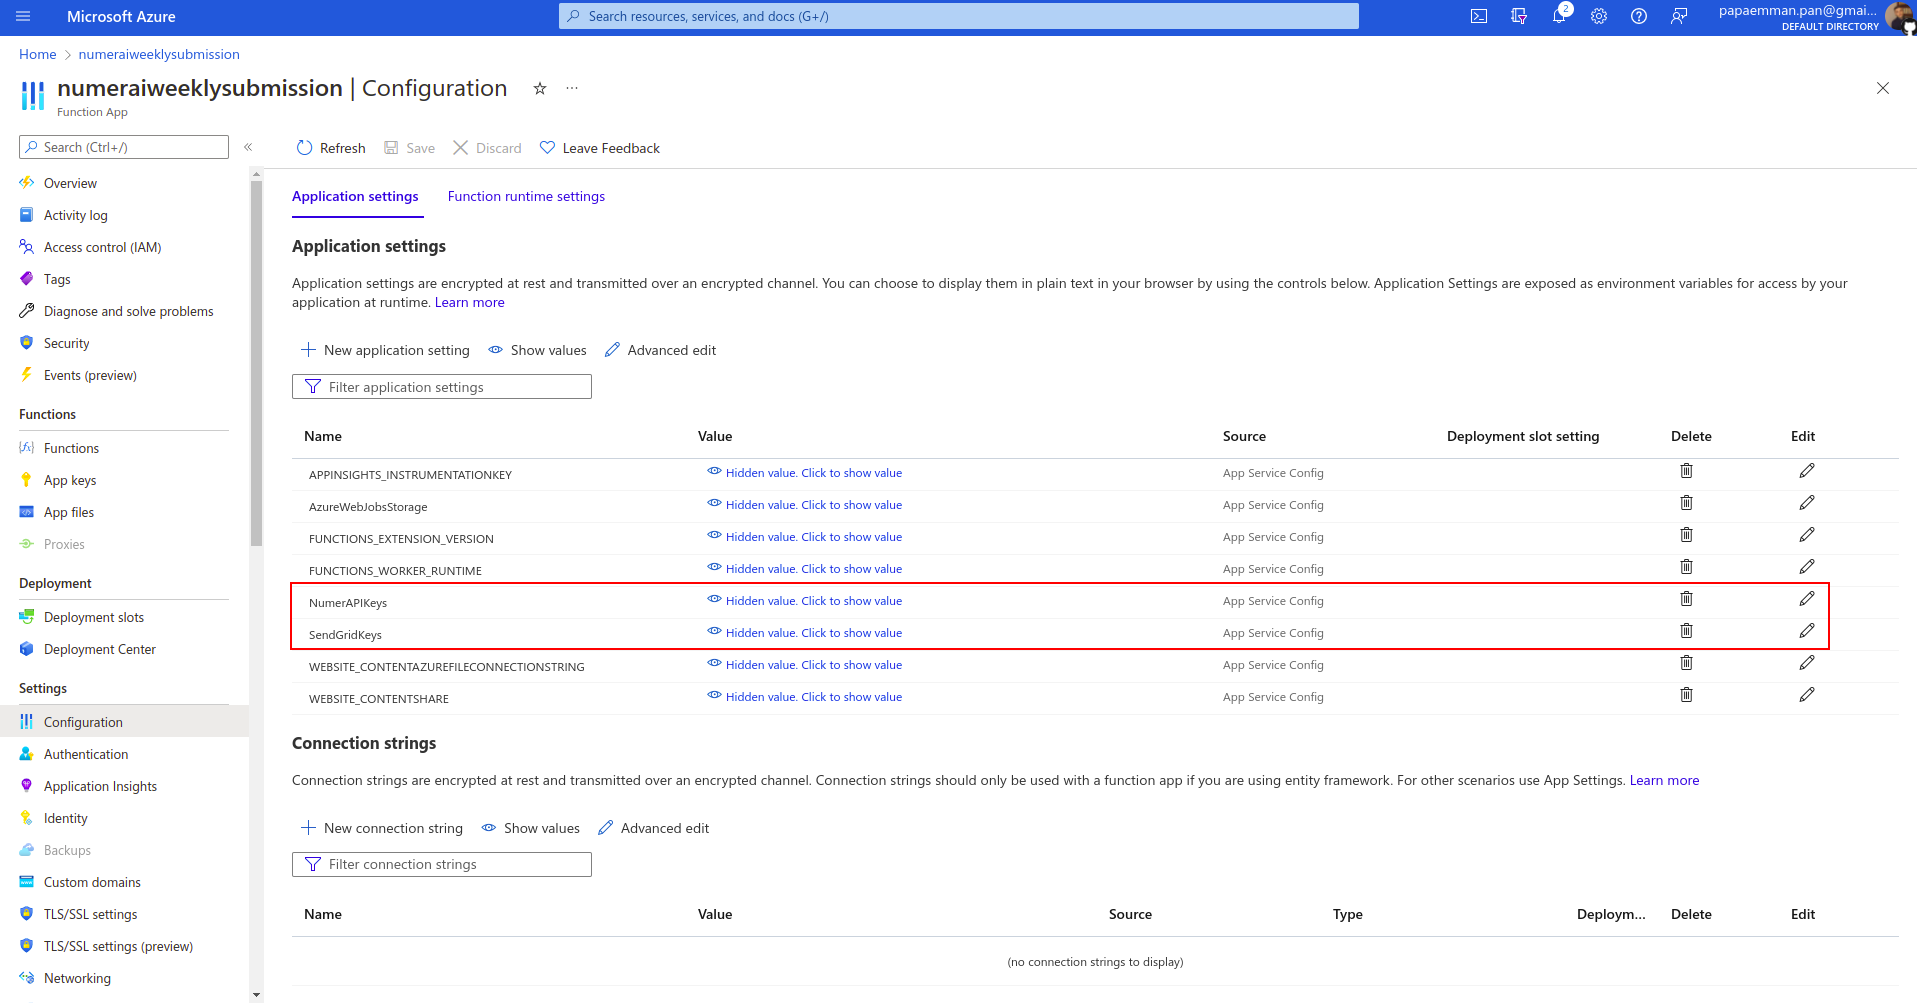 Microsoft Azure
Search resources, services, and docs (G+/)
2
papaemman.pan@gmai...
DEFAULT DIRECTORY
Home > numeraiweeklysubmission
numeraiweeklysubmission | Configuration
Function App
Search (Ctrl+/)
Overview
Activity log
Access control (IAM)
Tags
Diagnose and solve problems
Security
Events (preview)
Functions
Functions
App keys
App files
Proxies
Deployment
Deployment slots
Deployment Center
Settings
Configuration
Authentication
Application Insights
Identity
Backups
Custom domains
TLS/SSL settings
TLS/SSL settings (preview)
Networking
Refresh Save Discard Leave Feedback
Application settings Function runtime settings
Application settings
Application settings are encrypted at rest and transmitted over an encrypted channel. You can choose to display them in plain text in your browser by using the controls below. Application Settings are exposed as environment variables for access by your
application at runtime. Learn more
New application setting Show values Advanced edit
Filter application settings
Name Value Source Deployment slot setting Delete Edit
APPINSIGHTS_INSTRUMENTATIONKEY Hidden value. Click to show value App Service Config
AzureWebJobsStorage Hidden value. Click to show value App Service Config
FUNCTIONS_EXTENSION_VERSION Hidden value. Click to show value App Service Config
FUNCTIONS_WORKER_RUNTIME Hidden value. Click to show value App Service Config
NumerAPIKeys Hidden value. Click to show value App Service Config
SendGridKeys Hidden value. Click to show value App Service Config
WEBSITE_CONTENTAZUREFILECONNECTIONSTRING Hidden value. Click to show value App Service Config
WEBSITE_CONTENTSHARE Hidden value. Click to show value App Service Config
Connection strings
Connection strings are encrypted at rest and transmitted over an encrypted channel. Connection strings should only be used with a function app if you are using entity framework. For other scenarios use App Settings. Learn more
New connection string Show values Advanced edit
Filter connection strings
Name Value Source Type Deploym... Delete Edit
(no connection strings to display)